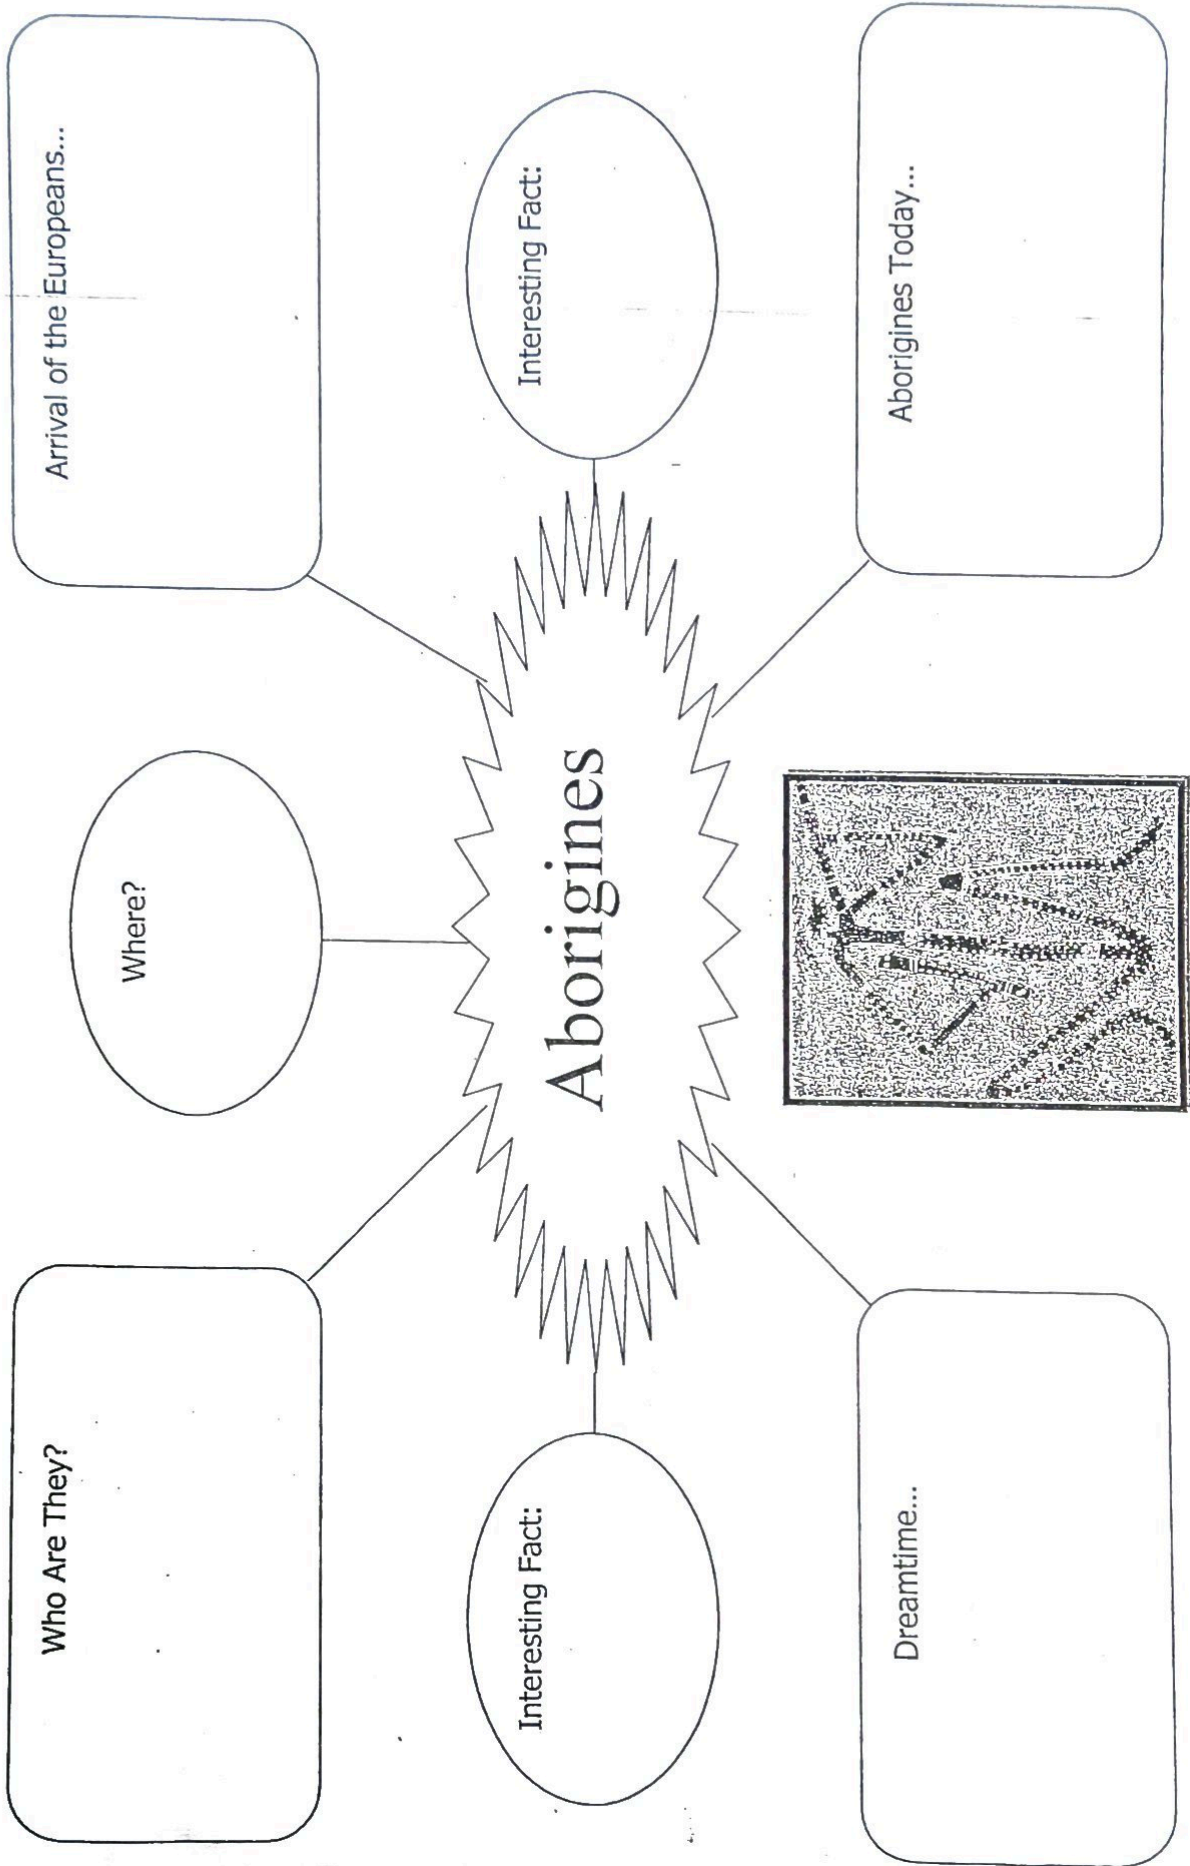 Who Are They?
Where?
Arrival of the Europeans...
Interesting Fact:
Aborigines
Interesting Fact:
Dreamtime...
Aborigines Today...